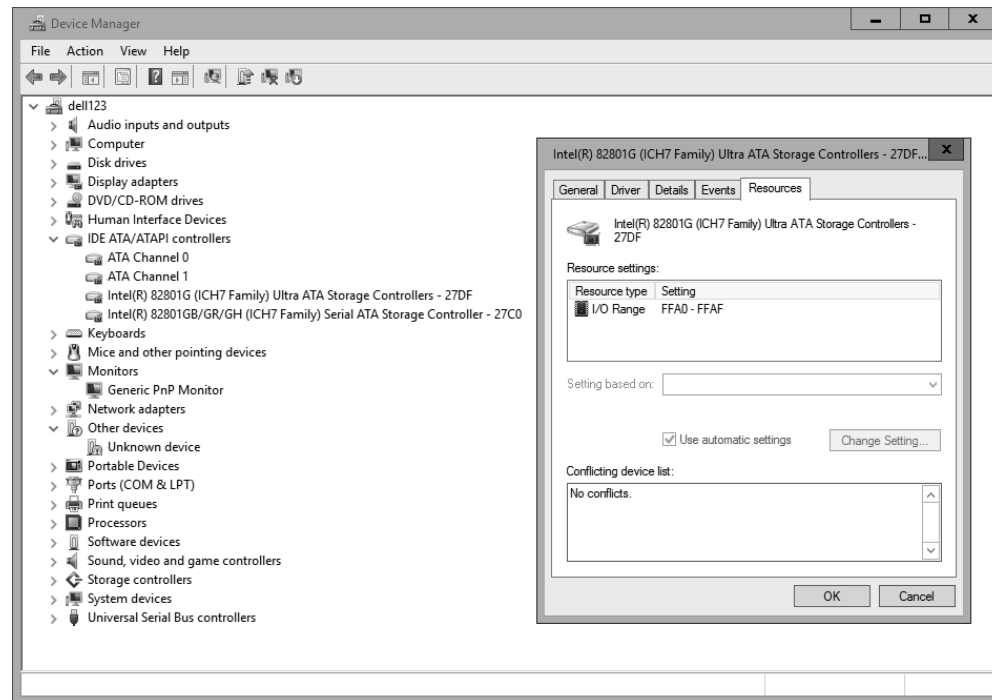 Device Manager
File Action View Help
dell123
Audio inputs and outputs
Computer
Disk drives
Display adapters
DVD/CD-ROM drives
Human Interface Devices
IDE ATA/ATAPI controllers
ATA Channel 0
ATA Channel 1
Intel(R) 82801G (ICH7 Family) Ultra ATA Storage Controllers - 27DF
Intel(R) 82801GB/GR/GH (ICH7 Family) Serial ATA Storage Controller - 27C0
Keyboards
Mice and other pointing devices
Monitors
Generic PnP Monitor
Network adapters
Other devices
Unknown device
Portable Devices
Ports (COM & LPT)
Print queues
Processors
Software devices
Sound, video and game controllers
Storage controllers
System devices
Universal Serial Bus controllers
Intel(R) 82801G (ICH7 Family) Ultra ATA Storage Controllers - 27DF...
General Driver Details Events Resources
Intel(R) 82801G (ICH7 Family) Ultra ATA Storage Controllers -
27DF
Resource settings:
Resource type Setting
I/O Range FFA0 - FFAF
Setting based on:
Use automatic settings Change Setting...
Conflicting device list:
No conflicts.
OK Cancel